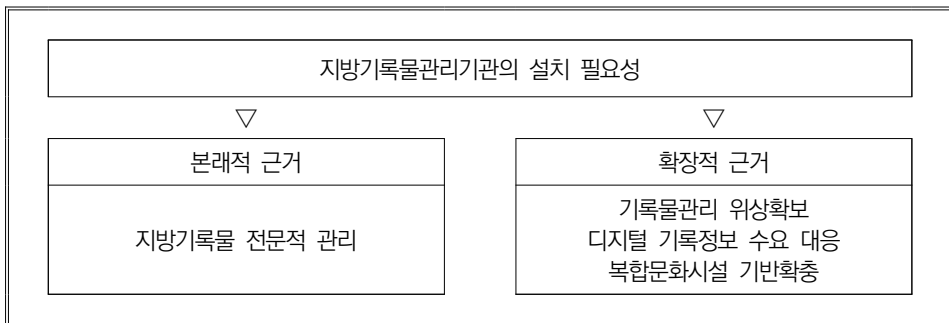 지방기록물관리기관의 설치 필요성
▽ ▽
본래적 근거
지방기록물 전문적 관리
확장적 근거
기록물관리 위상확보
디지털 기록정보 수요 대응
복합문화시설 기반확충